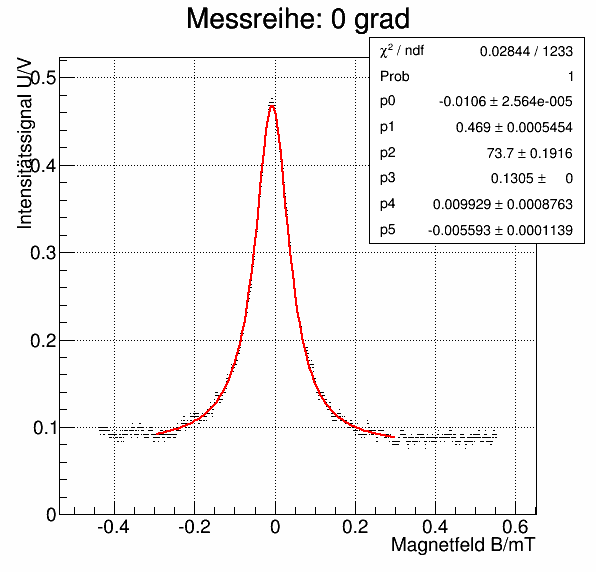 Messreihe: 0 grad
χ² / ndf 0.02844 / 1233
Prob 1
p0 -0.0106 ± 2.564e-005
p1 0.469 ± 0.0005454
p2 73.7 ± 0.1916
p3 0.1305 ± 0
p4 0.009929 ± 0.0008763
p5 -0.005593 ± 0.0001139
Intensitätssignal U/V
0.5
0.4
0.3
0.2
0.1
0
-0.4 -0.2 0 0.2 0.4 0.6
Magnetfeld B/mT